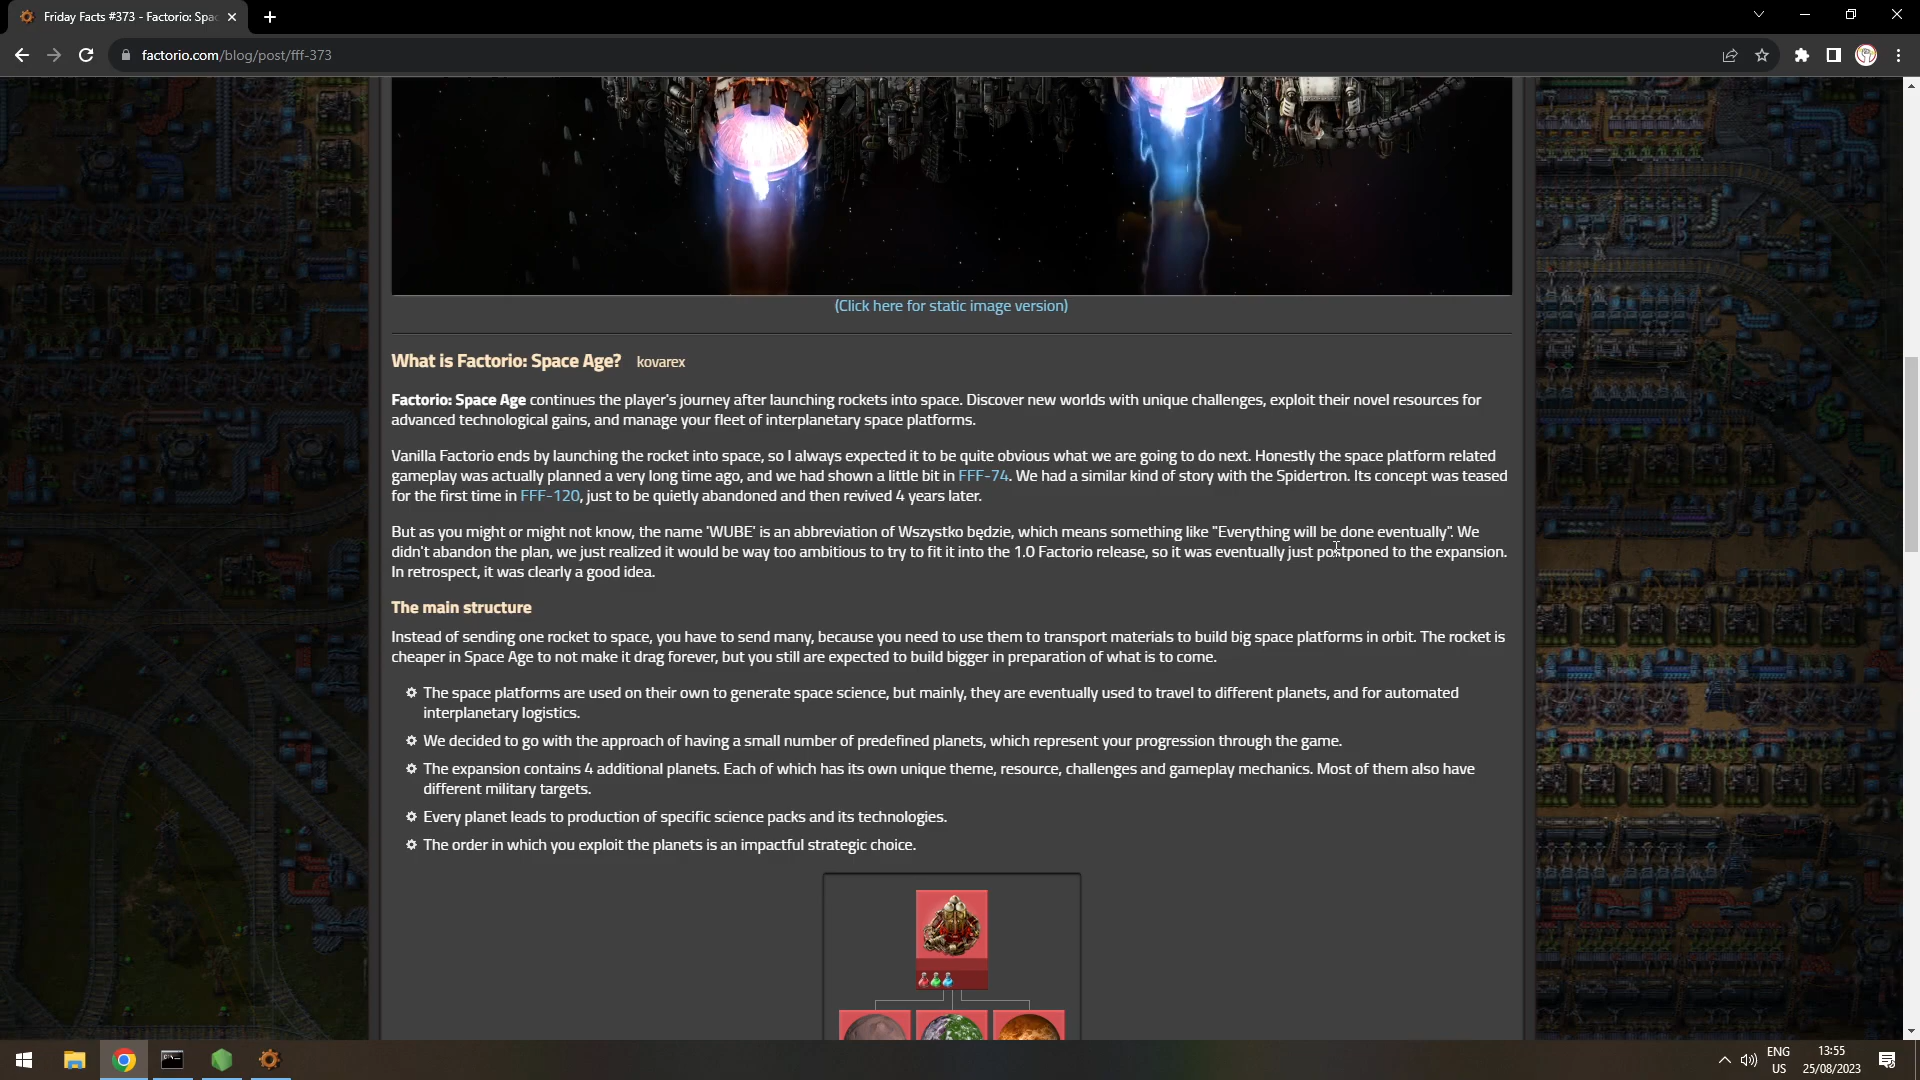 Friday Facts #373 - Factorio: Spac
factorio.com/blog/post/fff-373
(Click here for static image version)
What is Factorio: Space Age? kovarex
Factorio: Space Age continues the player's journey after launching rockets into space. Discover new worlds with unique challenges, exploit their novel resources for
advanced technological gains, and manage your fleet of interplanetary space platforms.
Vanilla Factorio ends by launching the rocket into space, so I always expected it to be quite obvious what we are going to do next. Honestly the space platform related
gameplay was actually planned a very long time ago, and we had shown a little bit in FFF-74. We had a similar kind of story with the Spidertron. Its concept was teased
for the first time in FFF-120, just to be quietly abandoned and then revived 4 years later.
But as you might or might not know, the name 'WUBE' is an abbreviation of Wszystko będzie, which means something like "Everything will be done eventually". We
didn't abandon the plan, we just realized it would be way too ambitious to try to fit it into the 1.0 Factorio release, so it was eventually just postponed to the expansion.
In retrospect, it was clearly a good idea.
The main structure
Instead of sending one rocket to space, you have to send many, because you need to use them to transport materials to build big space platforms in orbit. The rocket is
cheaper in Space Age to not make it drag forever, but you still are expected to build bigger in preparation of what is to come.
The space platforms are used on their own to generate space science, but mainly, they are eventually used to travel to different planets, and for automated
interplanetary logistics.
We decided to go with the approach of having a small number of predefined planets, which represent your progression through the game.
The expansion contains 4 additional planets. Each of which has its own unique theme, resource, challenges and gameplay mechanics. Most of them also have
different military targets.
Every planet leads to production of specific science packs and its technologies.
The order in which you exploit the planets is an impactful strategic choice.
ENG
US
13:55
25/08/2023